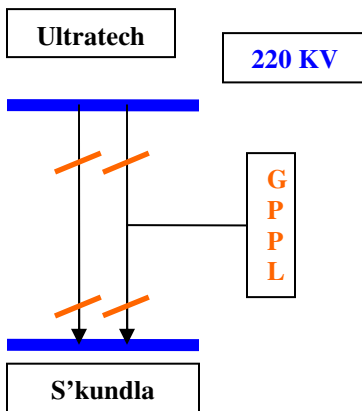 Ultratech
220 KV
G
P
P
L
S’kundla